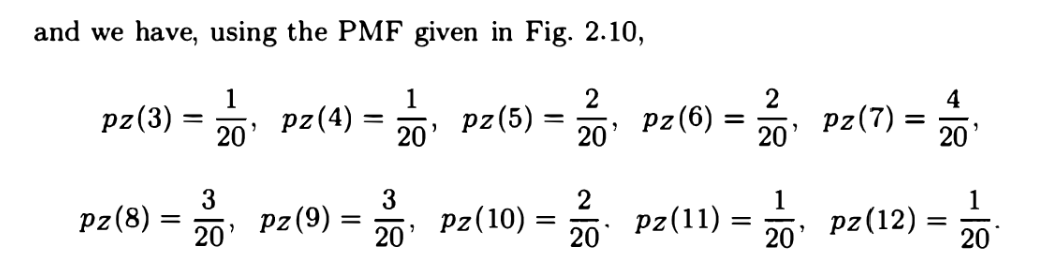 and we have, using the PMF given in Fig. 2.10,
pZ(3) = 1/20, pZ(4) = 1/20, pZ(5) = 2/20, pZ(6) = 2/20, pZ(7) = 4/20,
pZ(8) = 3/20, pZ(9) = 3/20, pZ(10) = 2/20. pZ(11) = 1/20, pZ(12) = 1/20.